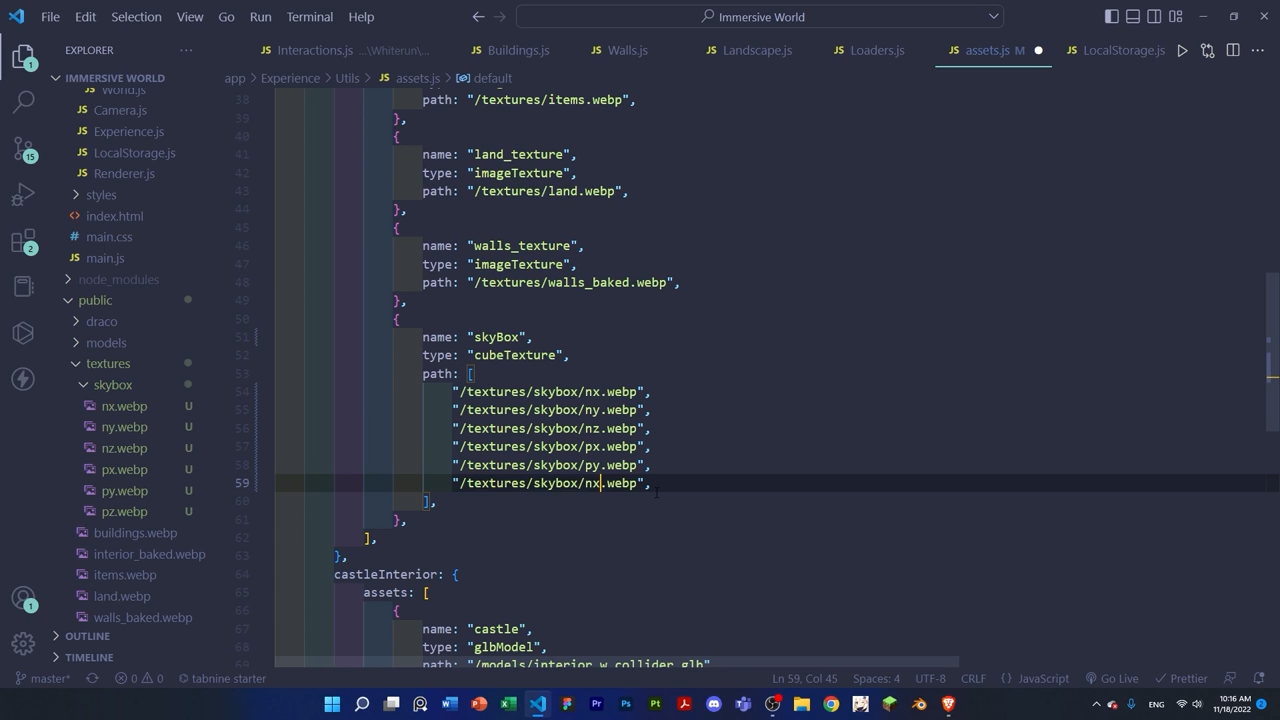 File Edit Selection View Go Run Terminal Help
Immersive World
EXPLORER
Interactions.js ...\Whiterun\...
Buildings.js
Walls.js
Landscape.js
Loaders.js
assets.js M
LocalStorage.js
IMMERSIVE WORLD
app > Experience > Utils > JS assets.js > default
World.js
JS Camera.js
JS Experience.js
JS LocalStorage.js
JS Renderer.js
styles
index.html
# main.css
JS main.js
node_modules
public
draco
models
textures
skybox
nx.webp U
ny.webp U
nz.webp U
px.webp U
py.webp U
pz.webp U
buildings.webp
interior_baked.webp
items.webp
land.webp
walls_baked.webp
OUTLINE
TIMELINE
38 path: "/textures/items.webp",
39 },
40 {
41 name: "land_texture",
42 type: "imageTexture",
43 path: "/textures/land.webp",
44 },
45 {
46 name: "walls_texture",
47 type: "imageTexture",
48 path: "/textures/walls_baked.webp",
49 },
50 {
51 name: "skyBox",
52 type: "cubeTexture",
53 path: [
54 "/textures/skybox/nx.webp",
55 "/textures/skybox/ny.webp",
56 "/textures/skybox/nz.webp",
57 "/textures/skybox/px.webp",
58 "/textures/skybox/py.webp",
59 "/textures/skybox/nx.webp",
60 ],
61 },
62 ],
63 },
64 castleInterior: {
65 assets: [
66 {
67 name: "castle",
68 type: "glbModel",
69 path: "/models/interior_w_collider.glb"
1
15
2
1
master* 0 0 tabnine starter
Ln 59, Col 45 Spaces: 4 UTF-8 CRLF JavaScript Go Live Prettier
ENG 10:16 AM
11/18/2022 2